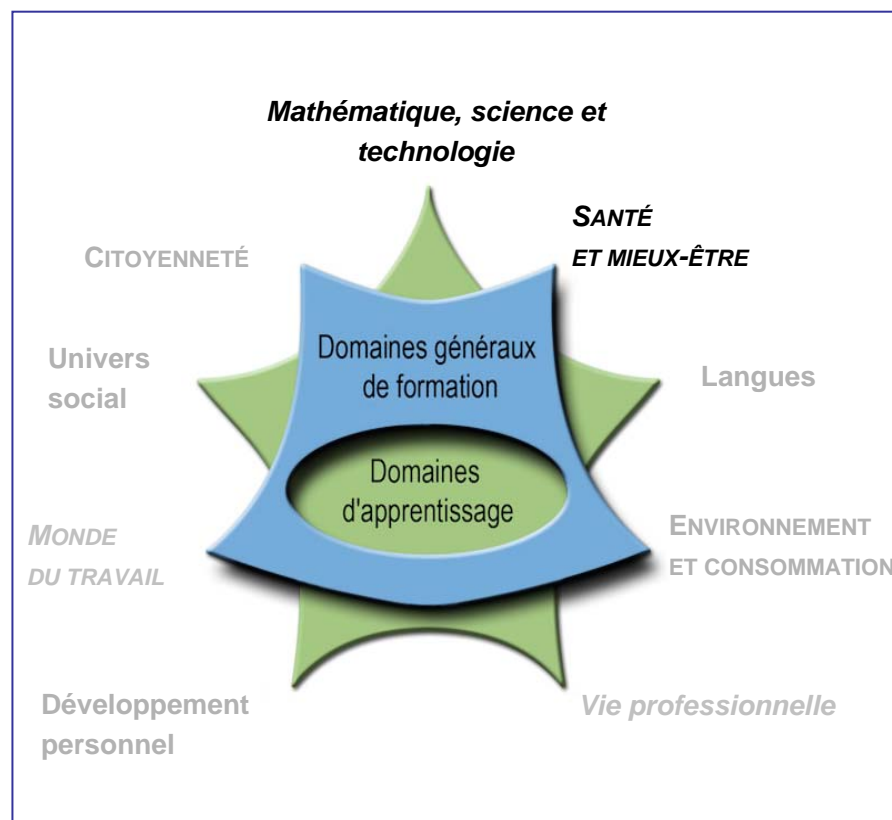 Mathématique, science et
technologie
SANTÉ
ET MIEUX-ÊTRE
CITOYENNETÉ
Domaines généraux
de formation
Univers
social
Langues
Domaines
d'apprentissage
MONDE
DU TRAVAIL
ENVIRONNEMENT
ET CONSOMMATION
Développement
personnel
Vie professionnelle